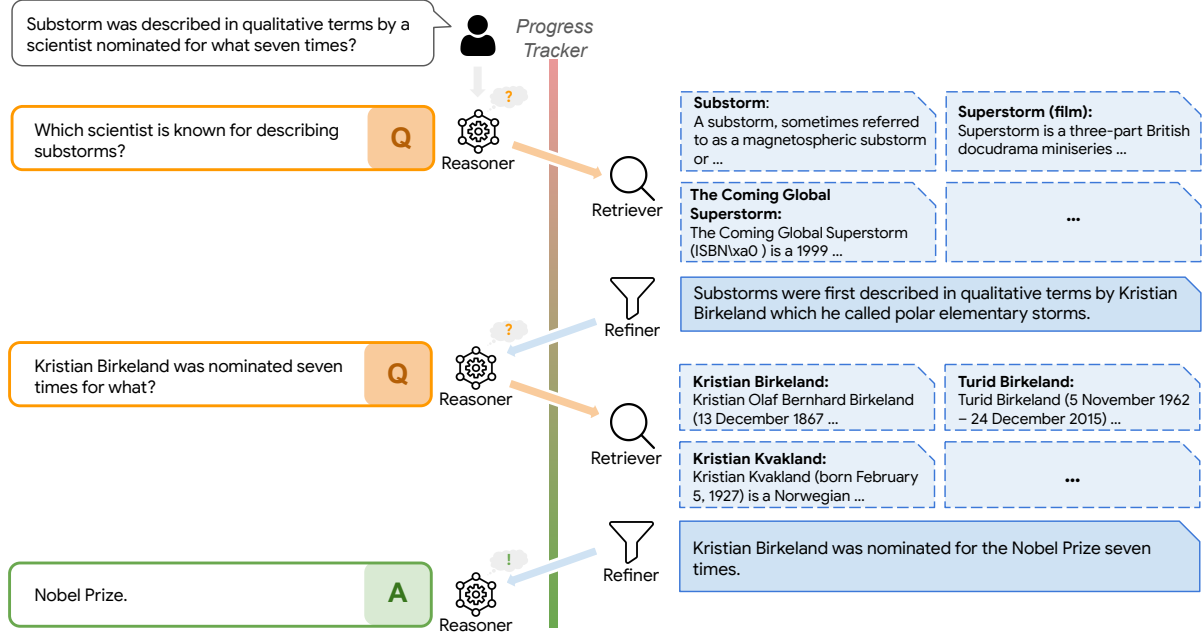 Substorm was described in qualitative terms by a
scientist nominated for what seven times?
Progress
Tracker
?
Which scientist is known for describing
substorms?
Q
Reasoner
Retriever
Substorm:
A substorm, sometimes referred
to as a magnetospheric substorm
or ...
Superstorm (film):
Superstorm is a three-part British
docudrama miniseries ...
The Coming Global
Superstorm:
The Coming Global Superstorm
(ISBN\xa0 ) is a 1999 ...
...
Refiner
Substorms were first described in qualitative terms by Kristian
Birkeland which he called polar elementary storms.
?
Kristian Birkeland was nominated seven
times for what?
Q
Reasoner
Retriever
Kristian Birkeland:
Kristian Olaf Bernhard Birkeland
(13 December 1867 ...
Turid Birkeland:
Turid Birkeland (5 November 1962
– 24 December 2015) ...
Kristian Kvakland:
Kristian Kvakland (born February
5, 1927) is a Norwegian ...
...
Refiner
Kristian Birkeland was nominated for the Nobel Prize seven
times.
!
Nobel Prize.
A
Reasoner